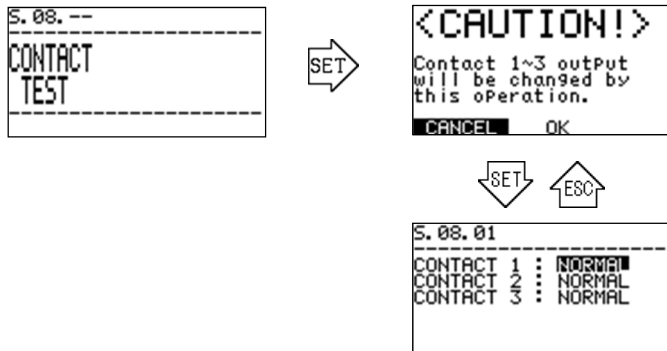 S.08.--
CONTACT
TEST
SET
<CAUTION!>
Contact 1~3 output
will be changed by
this operation.
CANCEL OK
SET
ESC
S.08.01
CONTACT 1 : NORMAL
CONTACT 2 : NORMAL
CONTACT 3 : NORMAL